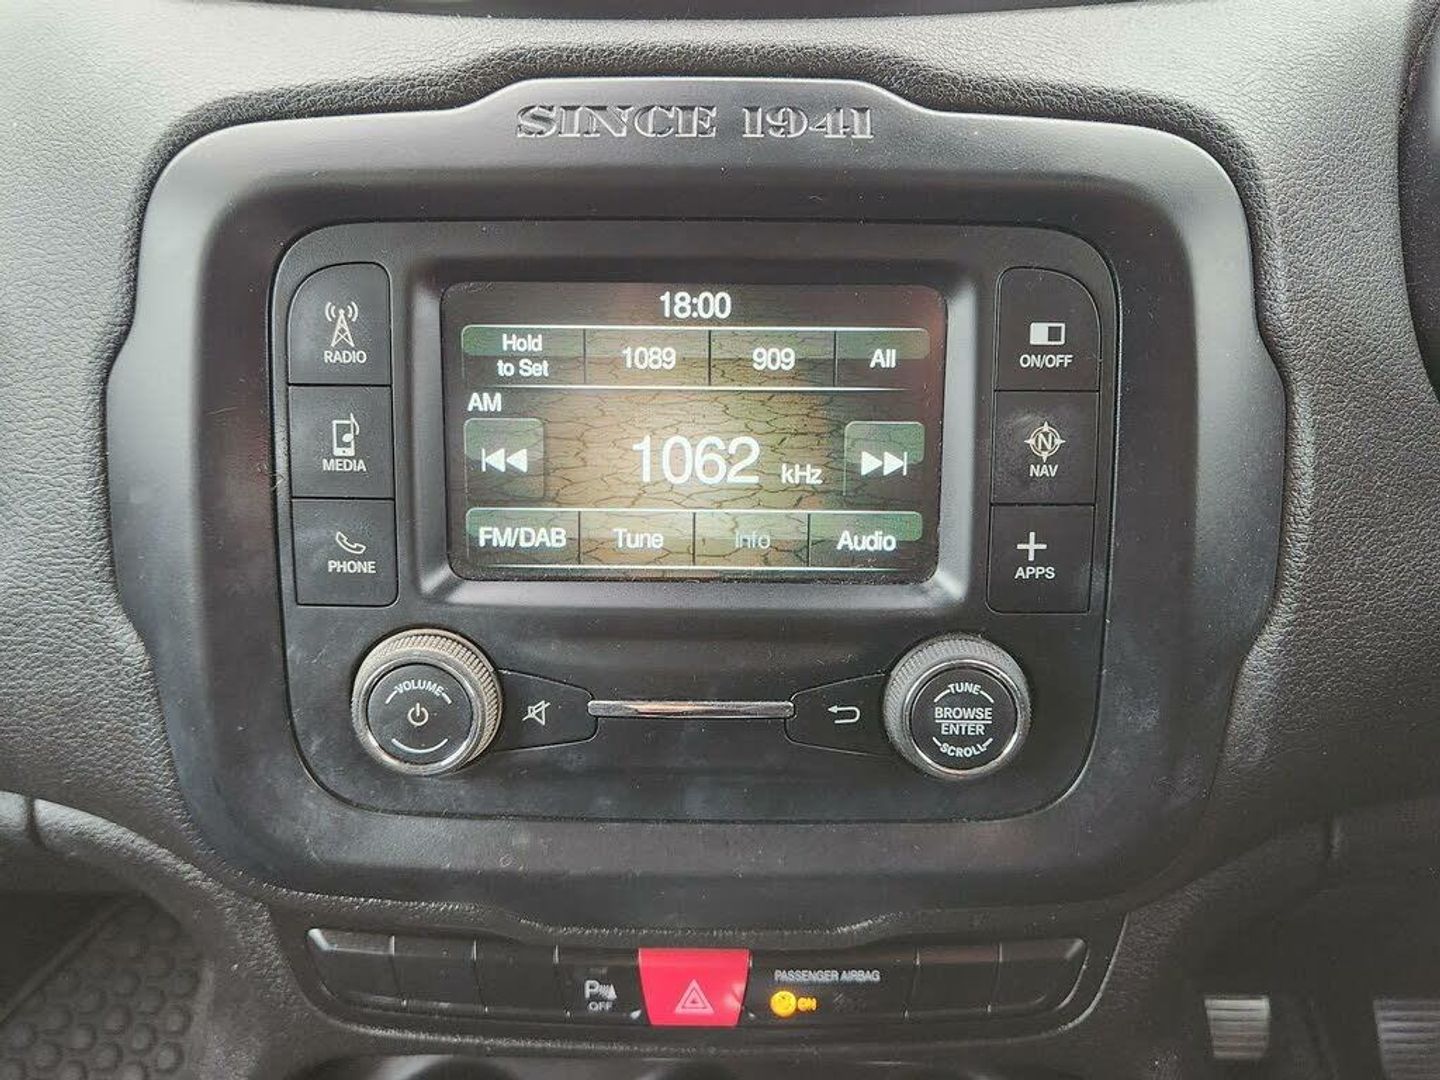 SINCE 1941
18:00
Hold to Set 1089 909 All
AM
1062 kHz
FM/DAB Tune Info Audio
RADIO
MEDIA
PHONE
ON/OFF
N
NAV
APPS
VOLUME
TUNE
BROWSE
ENTER
SCROLL
P
OFF
PASSENGER AIRBAG
ON